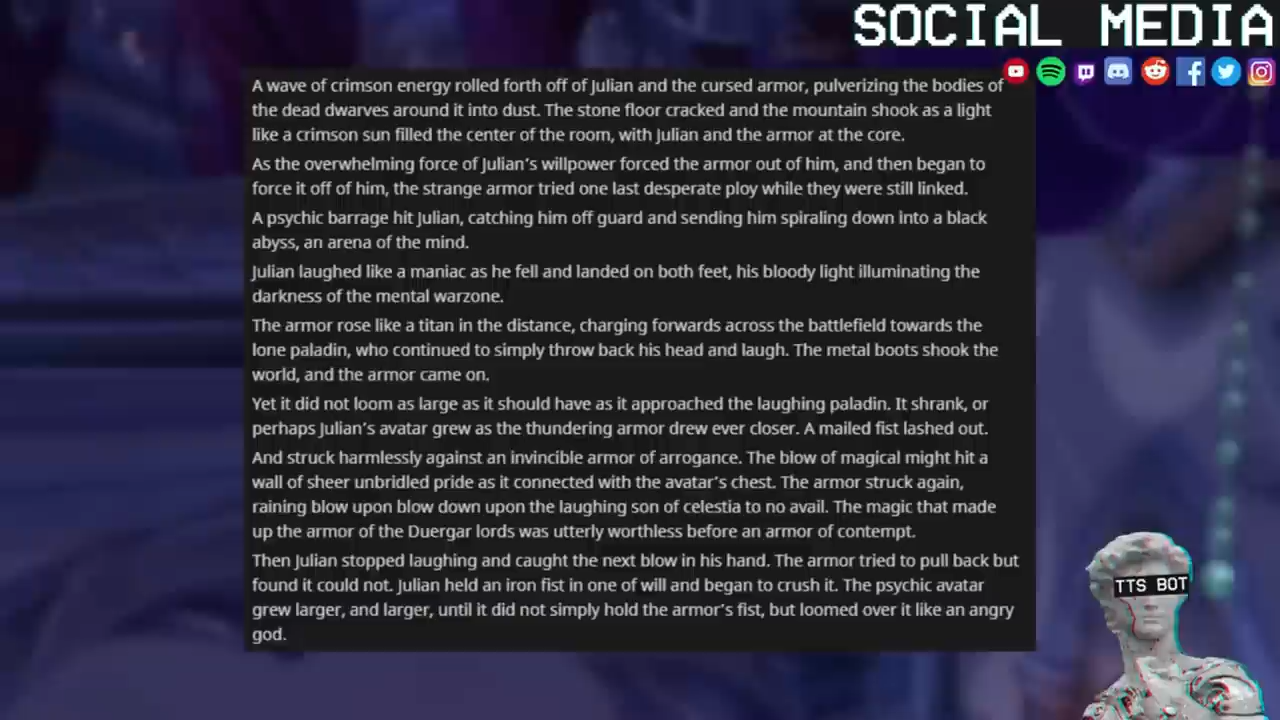 SOCIAL MEDIA
A wave of crimson energy rolled forth off of Julian and the cursed armor, pulverizing the bodies of
the dead dwarves around it into dust. The stone floor cracked and the mountain shook as a light
like a crimson sun filled the center of the room, with Julian and the armor at the core.
As the overwhelming force of Julian’s willpower forced the armor out of him, and then began to
force it off of him, the strange armor tried one last desperate ploy while they were still linked.
A psychic barrage hit Julian, catching him off guard and sending him spiraling down into a black
abyss, an arena of the mind.
Julian laughed like a maniac as he fell and landed on both feet, his bloody light illuminating the
darkness of the mental warzone.
The armor rose like a titan in the distance, charging forwards across the battlefield towards the
lone paladin, who continued to simply throw back his head and laugh. The metal boots shook the
world, and the armor came on.
Yet it did not loom as large as it should have as it approached the laughing paladin. It shrank, or
perhaps Julian’s avatar grew as the thundering armor drew ever closer. A mailed fist lashed out.
And struck harmlessly against an invincible armor of arrogance. The blow of magical might hit a
wall of sheer unbridled pride as it connected with the avatar’s chest. The armor struck again,
raining blow upon blow down upon the laughing son of celestia to no avail. The magic that made
up the armor of the Duergar lords was utterly worthless before an armor of contempt.
Then Julian stopped laughing and caught the next blow in his hand. The armor tried to pull back but
found it could not. Julian held an iron fist in one of will and began to crush it. The psychic avatar
grew larger, and larger, until it did not simply hold the armor’s fist, but loomed over it like an angry
god.
TTS BOT